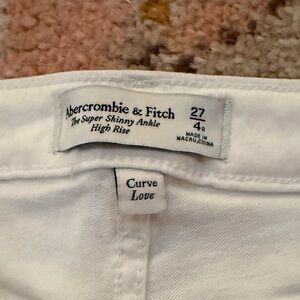 Abercrombie & Fitch
The Super Skinny Ankle
High Rise
27
4R
MADE IN
MACAU, CHINA
Curve
Love